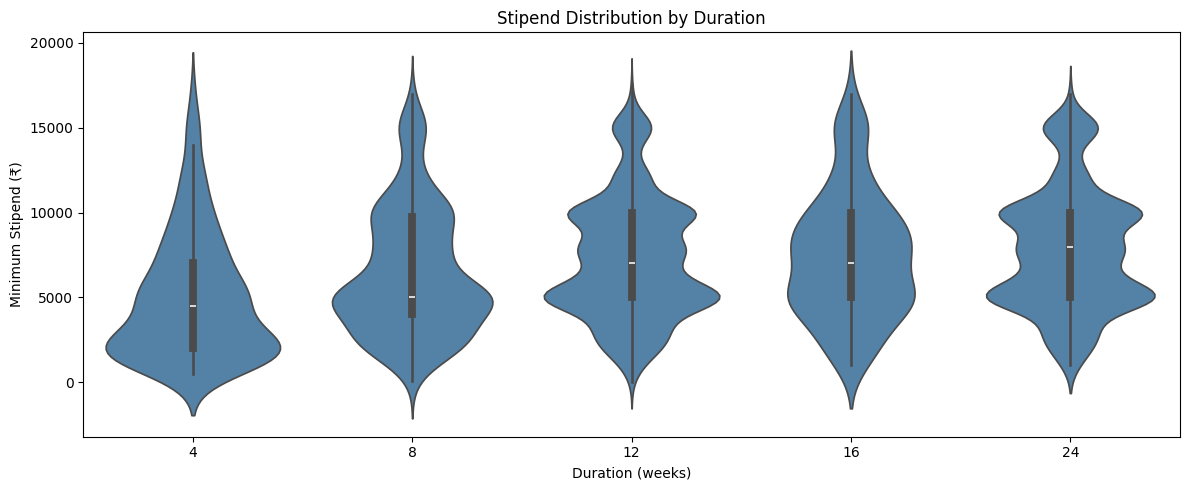 Stipend Distribution by Duration
Minimum Stipend (₹)
20000
15000
10000
5000
0
4 8 12 16 24
Duration (weeks)